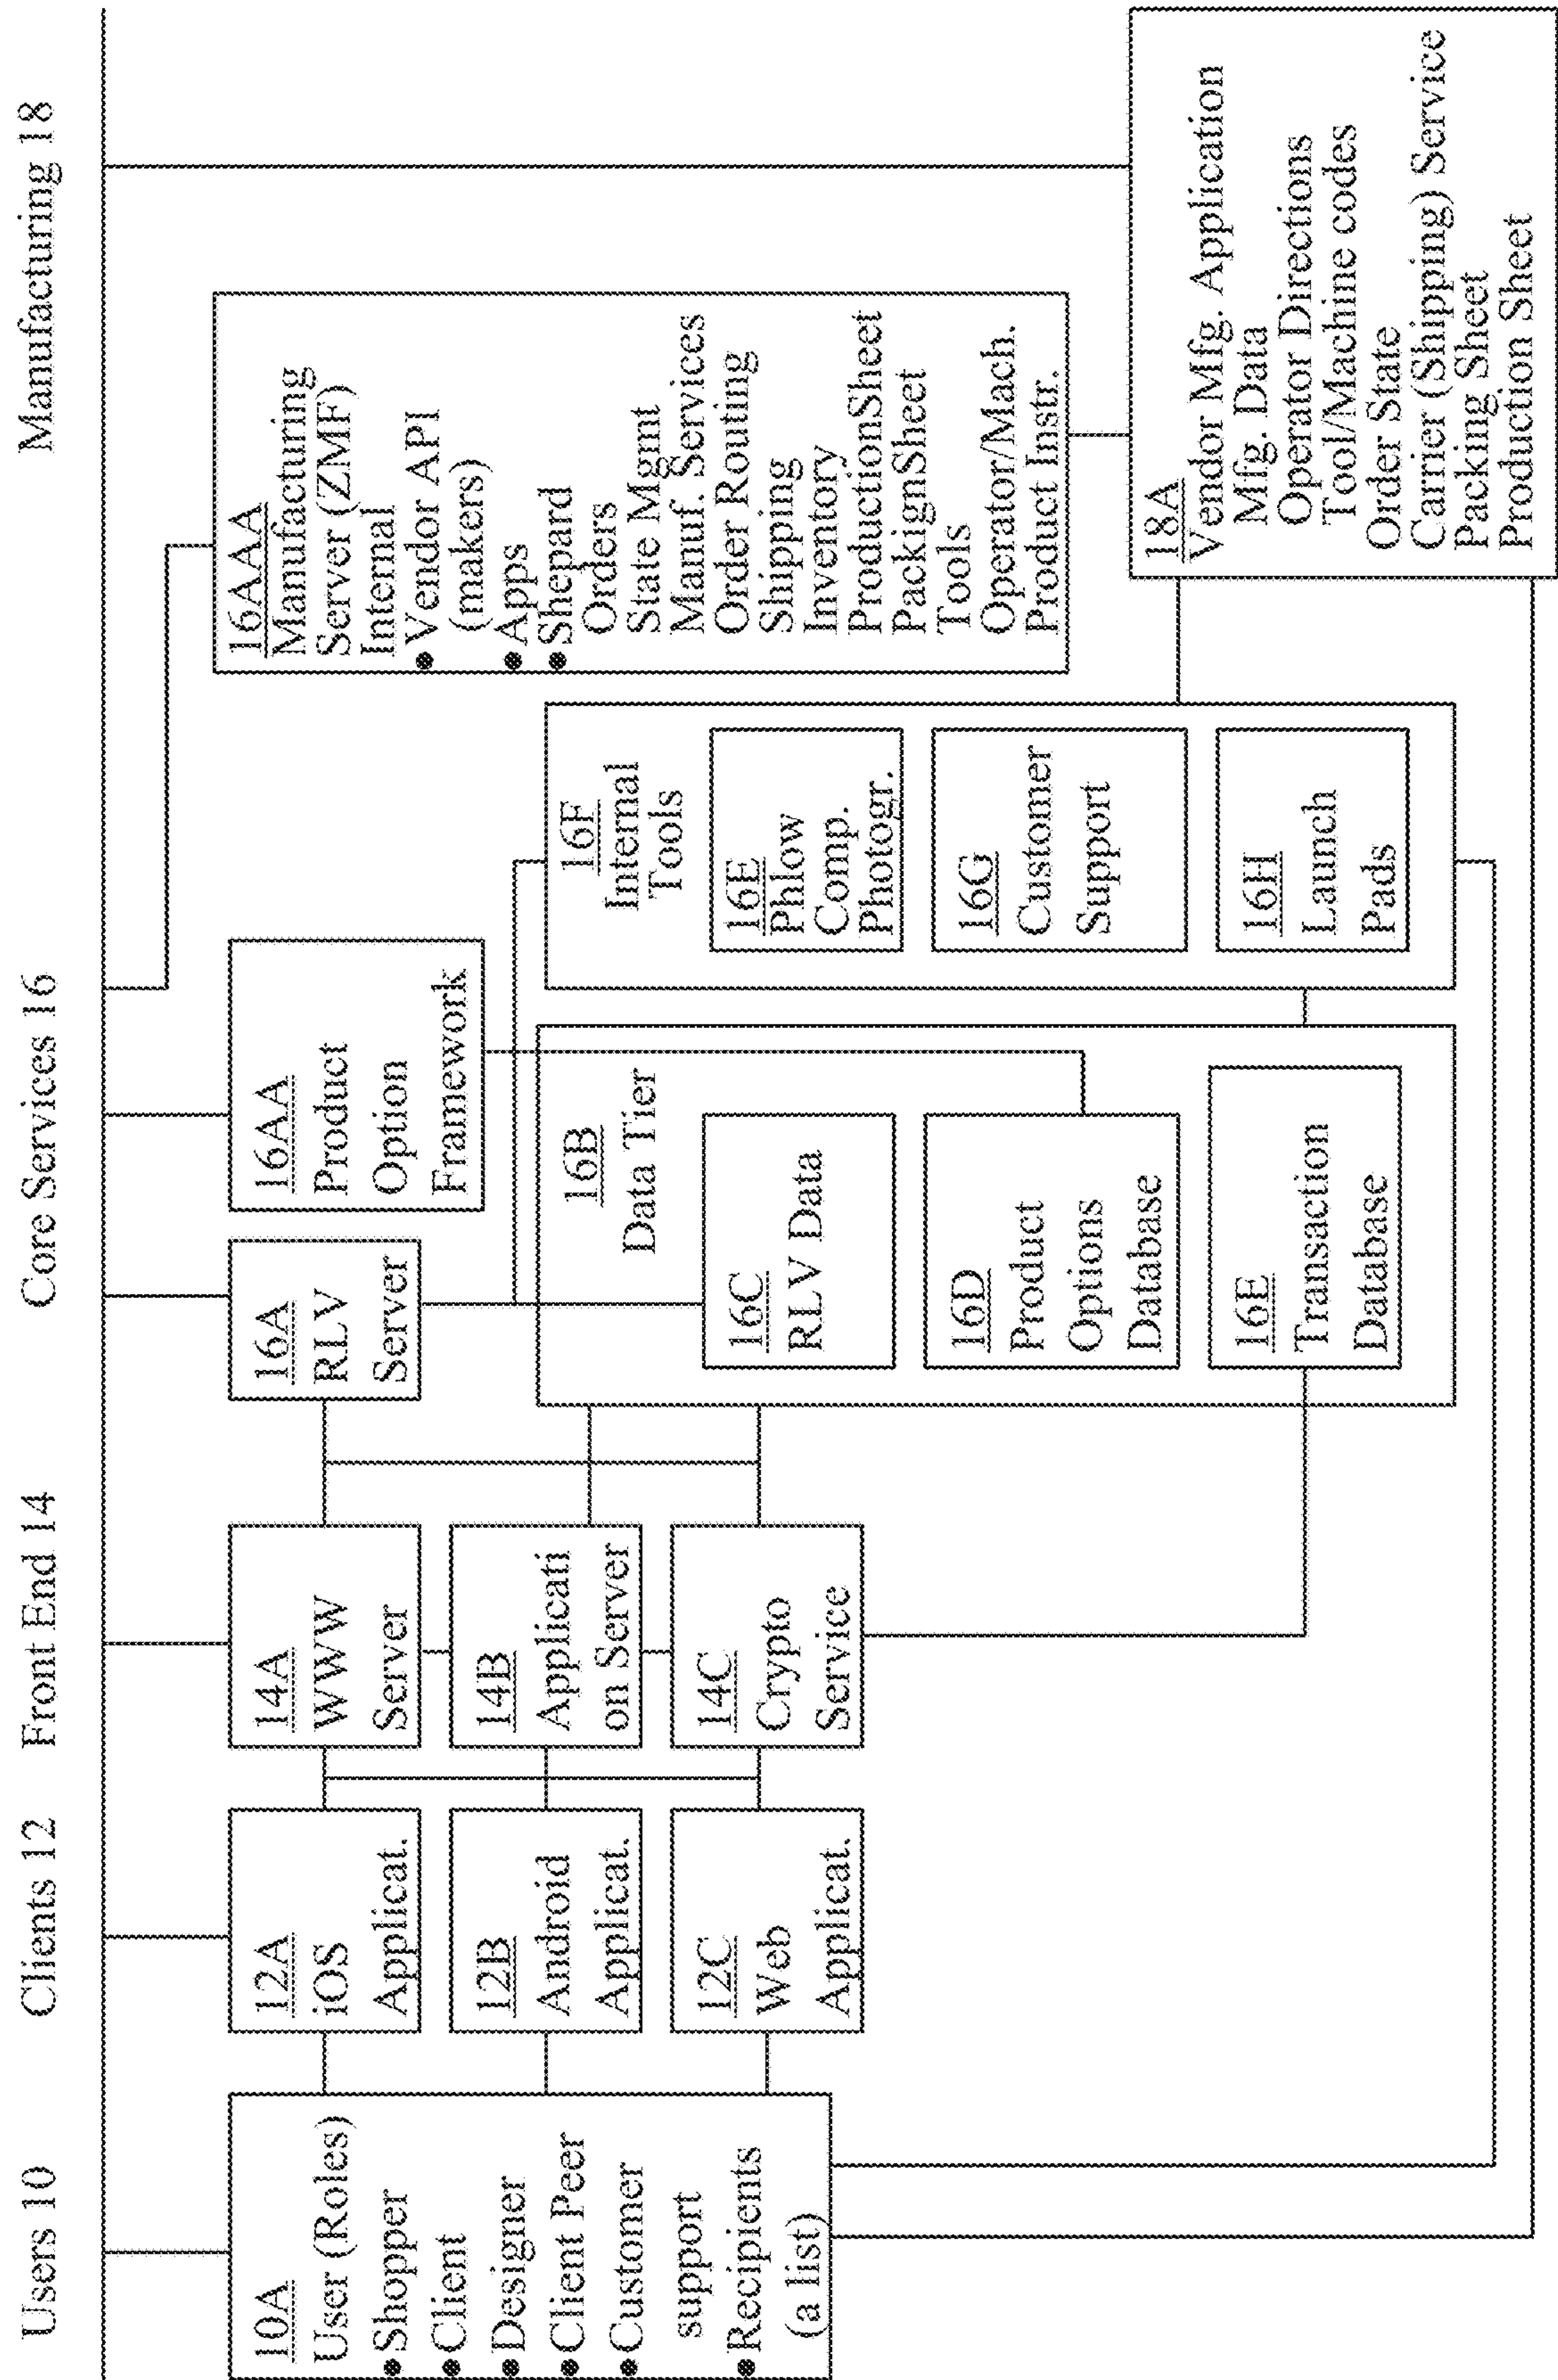 Users 10
Clients 12
Front End 14
Core Services 16
Manufacturing 18
10A
User (Roles)
Shopper
Client
Designer
Client Peer
Customer
support
Recipients
(a list)
12A
iOS
Applicat.
12B
Android
Applicat.
12C
Web
Applicat.
14A
WWW
Server
14B
Applicati
on Server
14C
Crypto
Service
16A
RLV
Server
16AA
Product
Option
Framework
16B
Data Tier
16C
RLV Data
16D
Product
Options
Database
16E
Transaction
Database
16F
Internal
Tools
16E
Phlow
Comp.
Photogr.
16G
Customer
Support
16H
Launch
Pads
16AAA
Manufacturing
Server (ZMF)
Internal
Vendor API
(makers)
Apps
Shepard
Orders
State Mgmt
Manuf. Services
Order Routing
Shipping
Inventory
ProductionSheet
PackignSheet
Tools
Operator/Mach.
Product Instr.
18A
Vendor Mfg. Application
Mfg. Data
Operator Directions
Tool/Machine codes
Order State
Carrier (Shipping) Service
Packing Sheet
Production Sheet